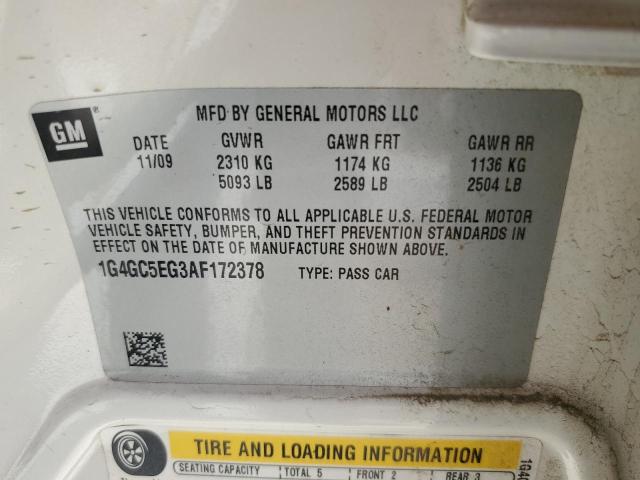 GM
MFD BY GENERAL MOTORS LLC
DATE GVWR GAWR FRT GAWR RR
11/09 2310 KG 1174 KG 1136 KG
5093 LB 2589 LB 2504 LB
THIS VEHICLE CONFORMS TO ALL APPLICABLE U.S. FEDERAL MOTOR
VEHICLE SAFETY, BUMPER, AND THEFT PREVENTION STANDARDS IN
EFFECT ON THE DATE OF MANUFACTURE SHOWN ABOVE.
1G4GC5EG3AF172378 TYPE: PASS CAR
TIRE AND LOADING INFORMATION
SEATING CAPACITY TOTAL 5 FRONT 2 REAR 3